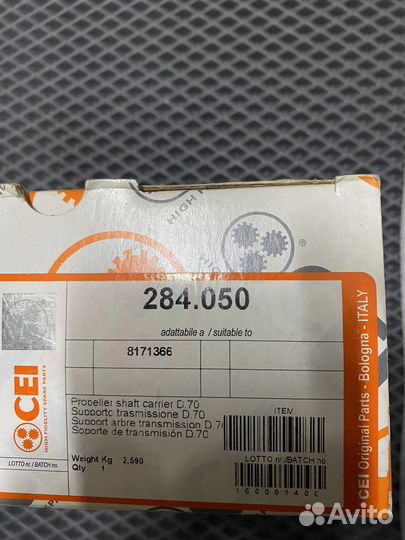 HIGH
284.050
adattabile a / suitable to
8171366
CEI
HIGH FIDELITY SPARE PARTS
Propeller shaft carrier D.70
Supporto trasmissione D.70
Support arbre transmission D.70
Soporte de transmisión D.70
ITEM
Weight Kg 2,590
Qty 1
LOTTO nr./BATCH no.
LOTTO nr./BATCH no.
160081400
CEI Original Parts - Bologna - ITALY
Avito